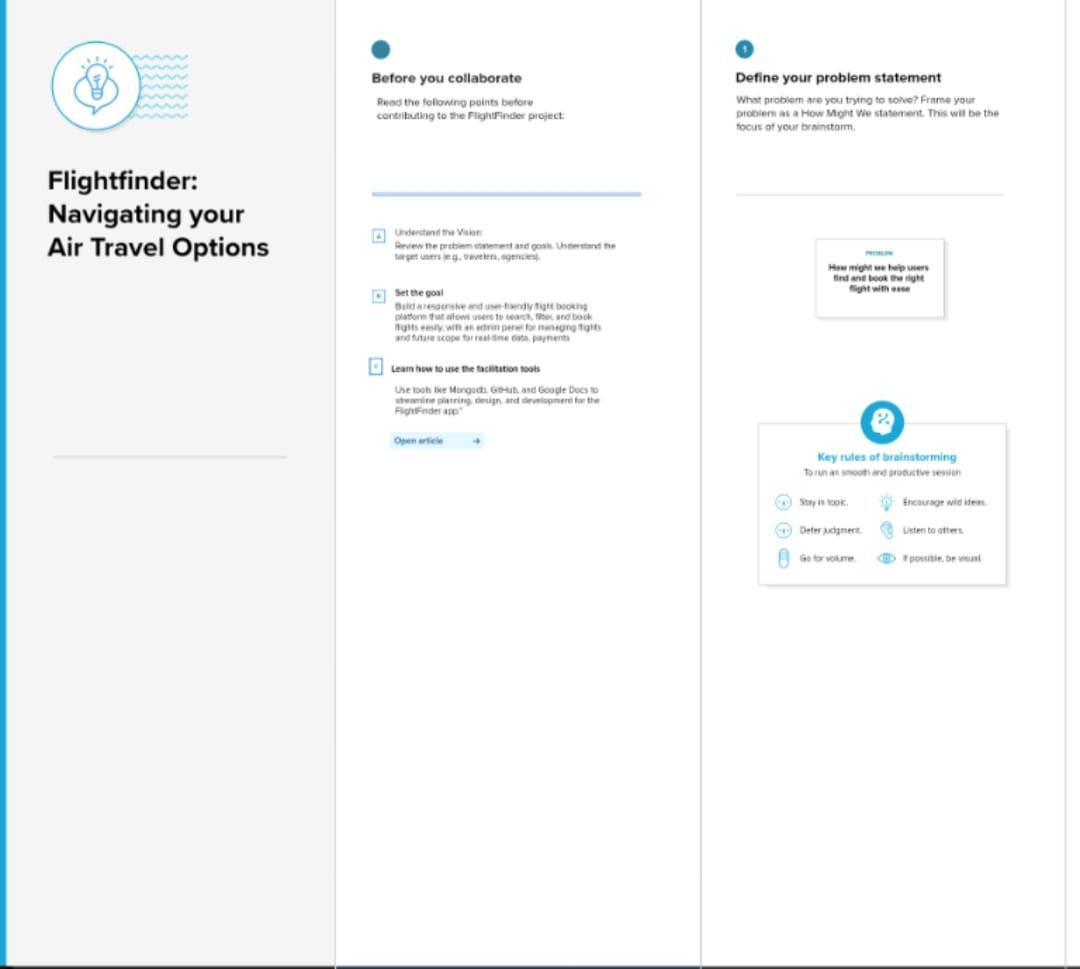 Flightfinder:
Navigating your
Air Travel Options
Before you collaborate
Read the following points before
contributing to the FlightFinder project:
A
Understand the Vision:
Review the problem statement and goals. Understand the
target users (e.g., travelers, agencies).
B
Set the goal
Build a responsive and user-friendly flight booking
platform that allows users to search, filter, and book
flights easily, with an admin panel for managing flights
and future scope for real-time data, payments
C
Learn how to use the facilitation tools
Use tools like Mongodb, GitHub, and Google Docs to
streamline planning, design, and development for the
FlightFinder app."
Open article →
1
Define your problem statement
What problem are you trying to solve? Frame your
problem as a How Might We statement. This will be the
focus of your brainstorm.
PROBLEM
How might we help users
find and book the right
flight with ease
Key rules of brainstorming
To run an smooth and productive session
Stay in topic. Encourage wild ideas.
Defer judgment. Listen to others.
Go for volume. If possible, be visual.